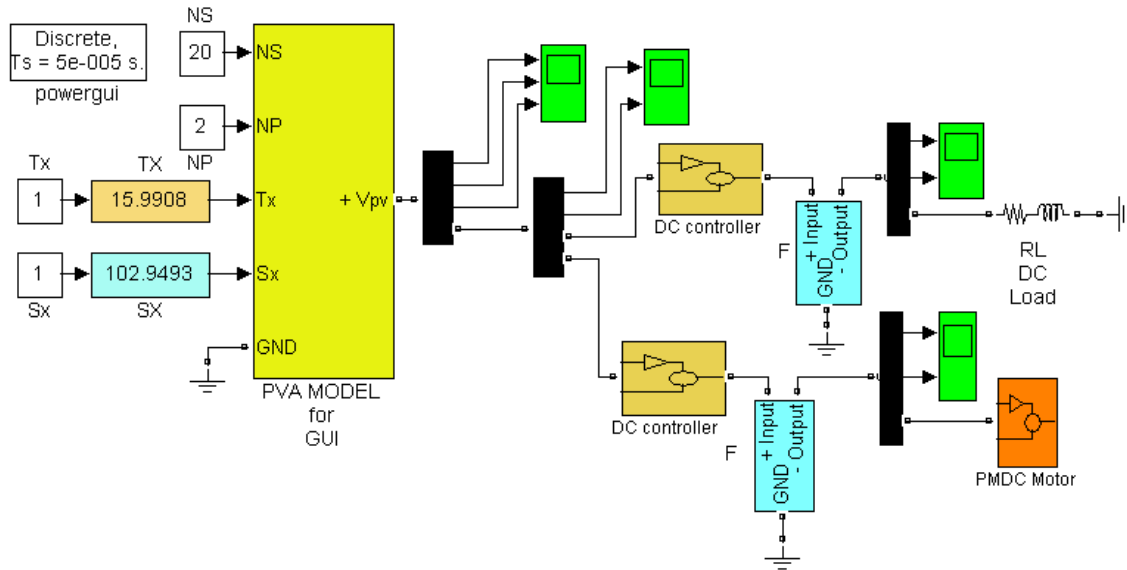 Discrete,
Ts = 5e-005 s.
powergui
NS
20
NS
2
NP
NP
Tx
1
TX
15.9908
Tx
1
Sx
102.9493
SX
Sx
GND
+ Vpv
PVA MODEL
for
GUI
DC controller
F
+ Input
GND
- Output
RL
DC
Load
DC controller
F
+ Input
GND
- Output
PMDC Motor